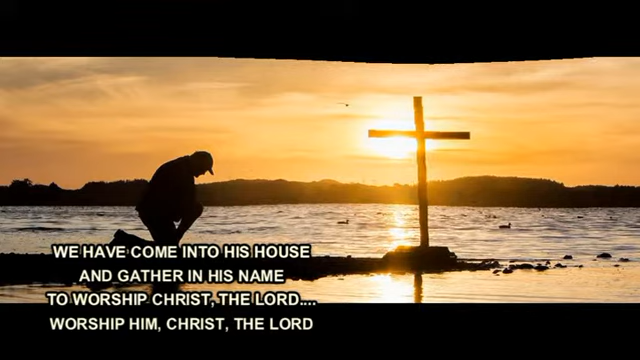 WE HAVE COME INTO HIS HOUSE
AND GATHER IN HIS NAME
TO WORSHIP CHRIST, THE LORD....
WORSHIP HIM, CHRIST, THE LORD